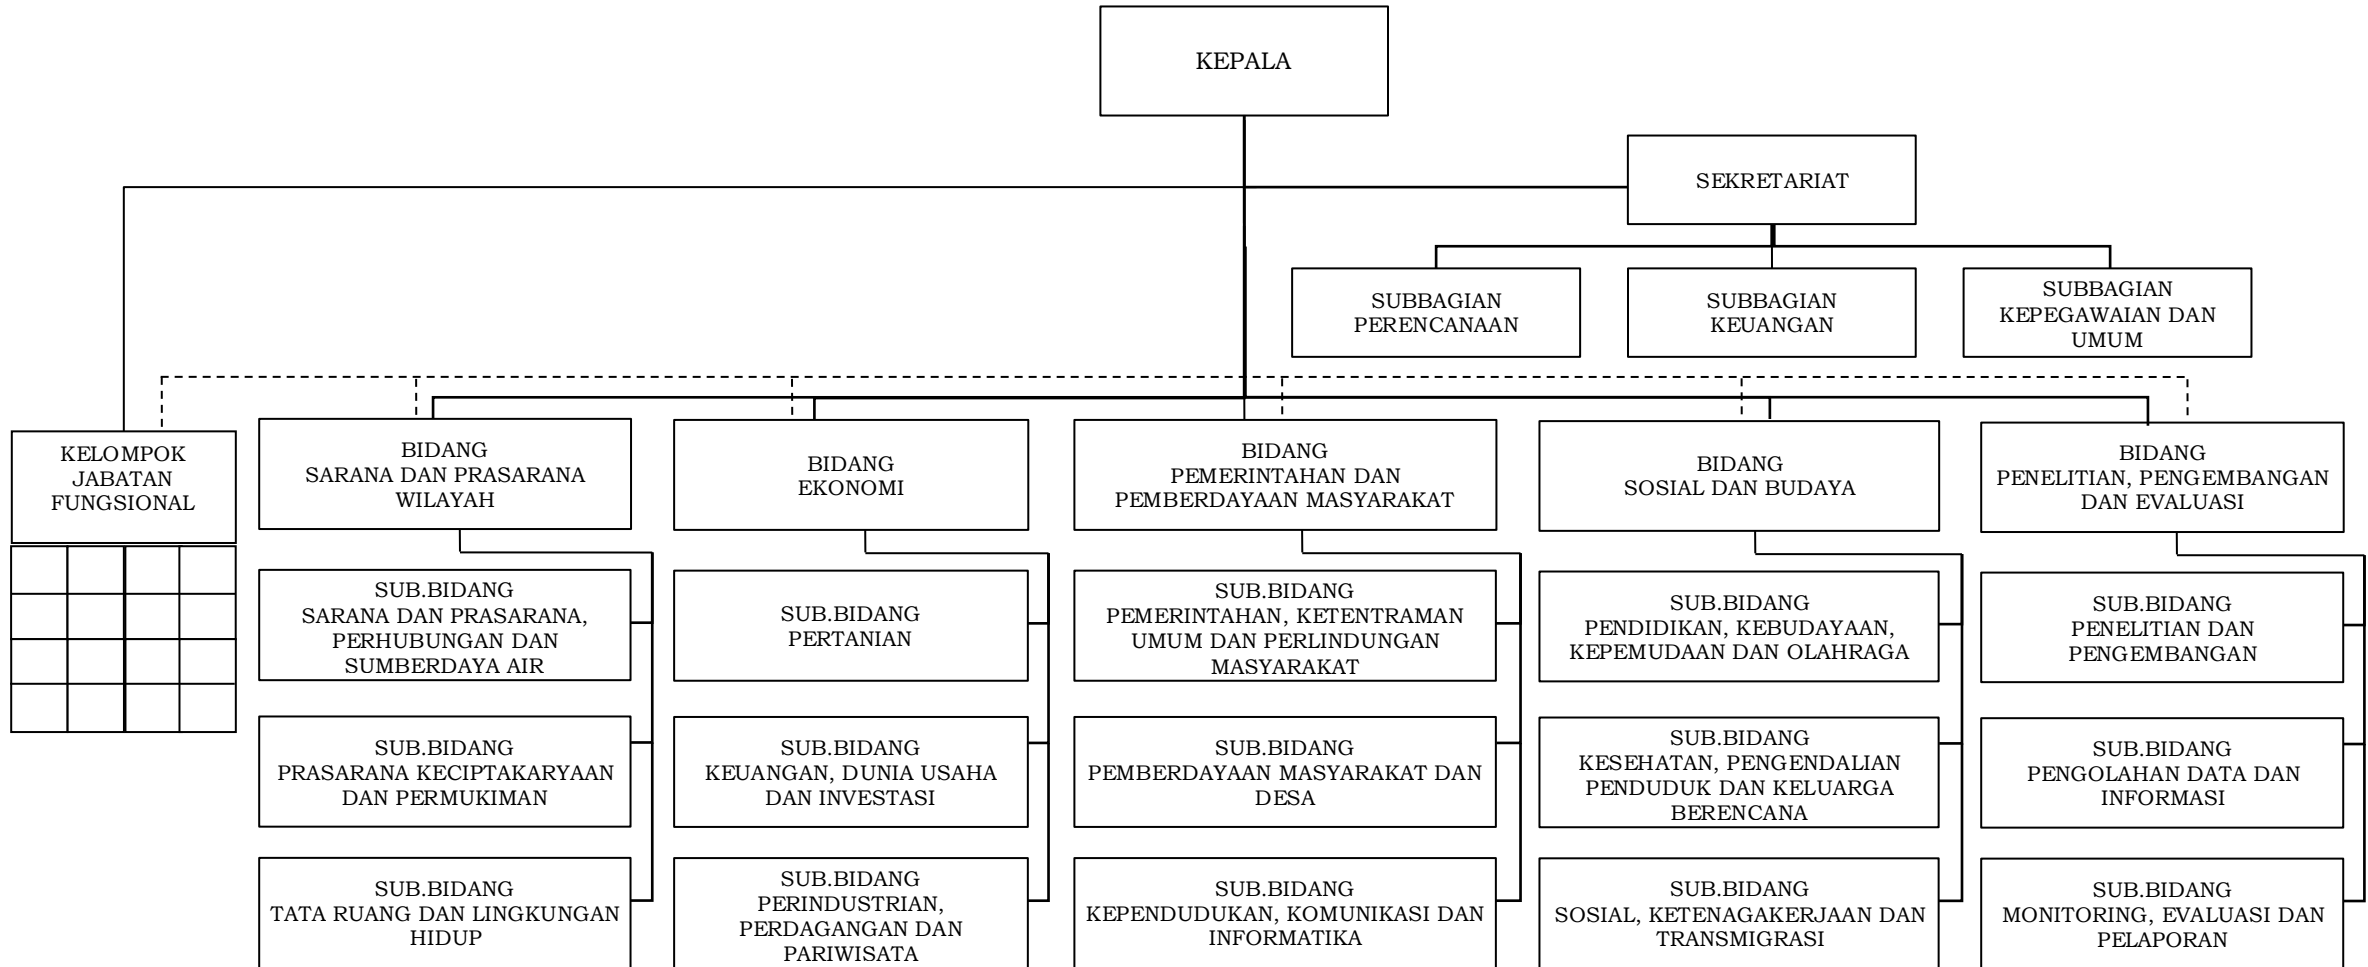 KEPALA
SEKRETARIAT
SUBBAGIAN
PERENCANAAN
SUBBAGIAN
KEUANGAN
SUBBAGIAN
KEPEGAWAIAN DAN
UMUM
KELOMPOK
JABATAN
FUNGSIONAL
BIDANG
SARANA DAN PRASARANA
WILAYAH
BIDANG
EKONOMI
BIDANG
PEMERINTAHAN DAN
PEMBERDAYAAN MASYARAKAT
BIDANG
SOSIAL DAN BUDAYA
BIDANG
PENELITIAN, PENGEMBANGAN
DAN EVALUASI
SUB.BIDANG
SARANA DAN PRASARANA,
PERHUBUNGAN DAN
SUMBERDAYA AIR
SUB.BIDANG
PERTANIAN
SUB.BIDANG
PEMERINTAHAN, KETENTRAMAN
UMUM DAN PERLINDUNGAN
MASYARAKAT
SUB.BIDANG
PENDIDIKAN, KEBUDAYAAN,
KEPEMUDAAN DAN OLAHRAGA
SUB.BIDANG
PENELITIAN DAN
PENGEMBANGAN
SUB.BIDANG
PRASARANA KECIPTAKARYAAN
DAN PERMUKIMAN
SUB.BIDANG
KEUANGAN, DUNIA USAHA
DAN INVESTASI
SUB.BIDANG
PEMBERDAYAAN MASYARAKAT DAN
DESA
SUB.BIDANG
KESEHATAN, PENGENDALIAN
PENDUDUK DAN KELUARGA
BERENCANA
SUB.BIDANG
PENGOLAHAN DATA DAN
INFORMASI
SUB.BIDANG
TATA RUANG DAN LINGKUNGAN
HIDUP
SUB.BIDANG
PERINDUSTRIAN,
PERDAGANGAN DAN
PARIWISATA
SUB.BIDANG
KEPENDUDUKAN, KOMUNIKASI DAN
INFORMATIKA
SUB.BIDANG
SOSIAL, KETENAGAKERJAAN DAN
TRANSMIGRASI
SUB.BIDANG
MONITORING, EVALUASI DAN
PELAPORAN